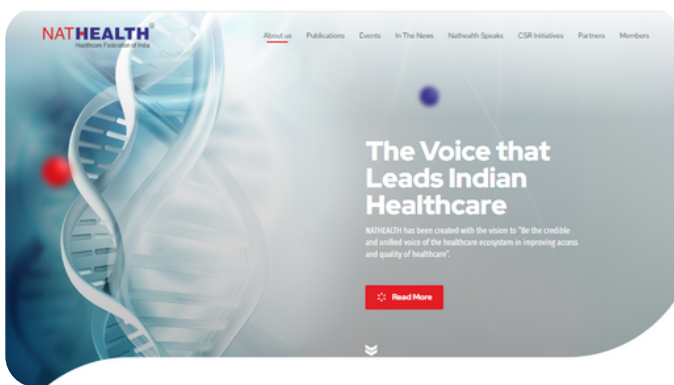 NATHEALTH
Healthcare Federation of India
About us Publications Events In The News Nathealth Speaks CSR Initiatives Partners Members
The Voice that
Leads Indian
Healthcare
NATHEALTH has been created with the vision to "Be the credible
and unified voice of the healthcare ecosystem in improving access
and quality of healthcare".
Read More